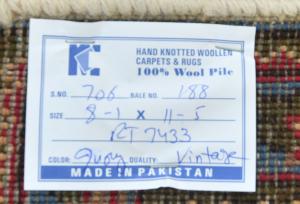 HAND KNOTTED WOOLLEN
CARPETS & RUGS
100% Wool Pile
S.NO. 706 BALE NO. 188
SIZE 8-1 X 11-5
RT 7433
COLOR: Ivory QUALITY: Vintage
MADE IN PAKISTAN